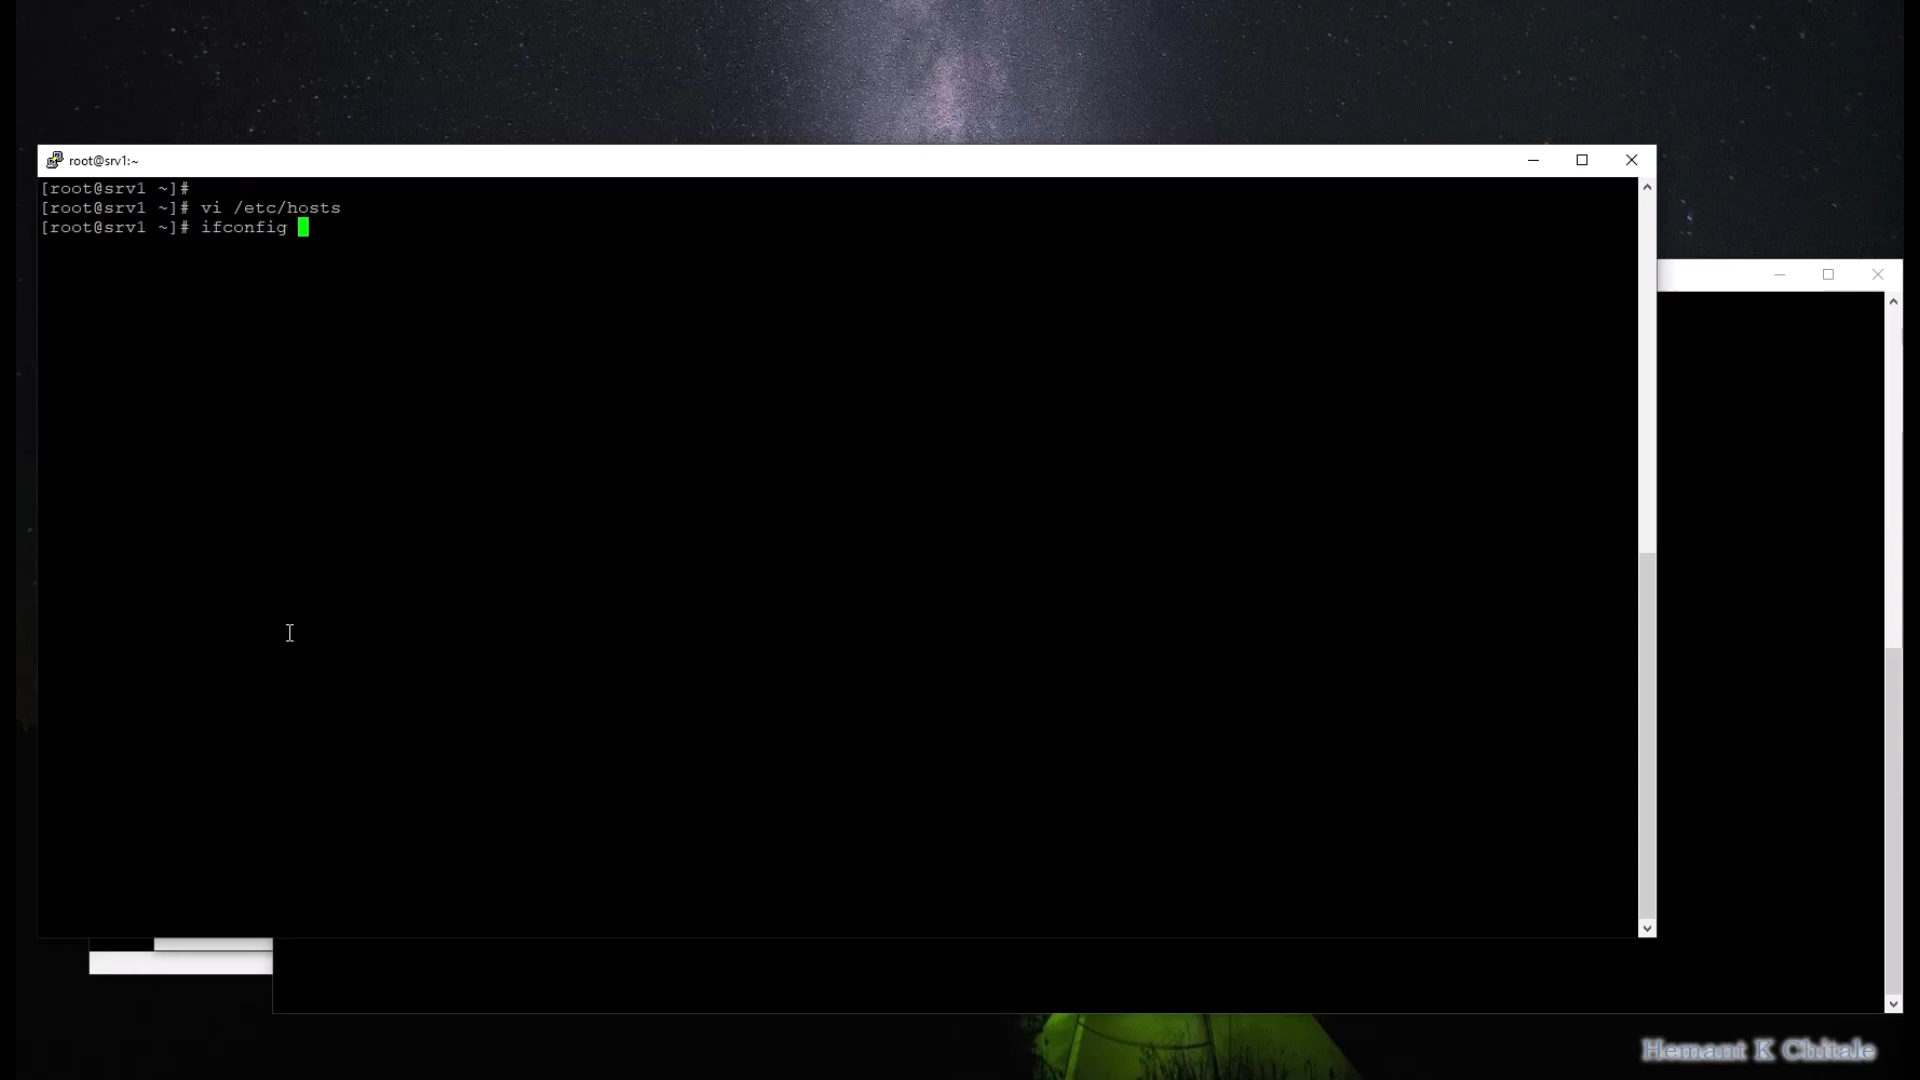 root@srv1:~
[root@srv1 ~]#
[root@srv1 ~]# vi /etc/hosts
[root@srv1 ~]# ifconfig
Hemant K Chitale